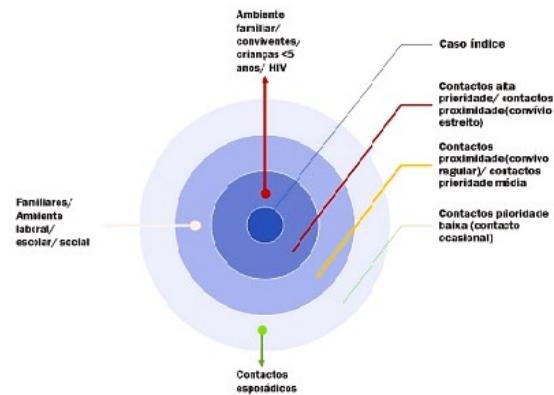 Ambiente
familiar/
conviventes/
crianças <5
anos/ HIV
Caso índice
Contactos alta
prioridade/ contactos
proximidade(convívio
estreito)
Contactos
proximidade(convivo
regular)/ contactos
prioridade média
Contactos prioridade
baixa (contacto
ocasional)
Familiares/
Ambiente
laboral/
escolar/ social
Contactos
esporádicos